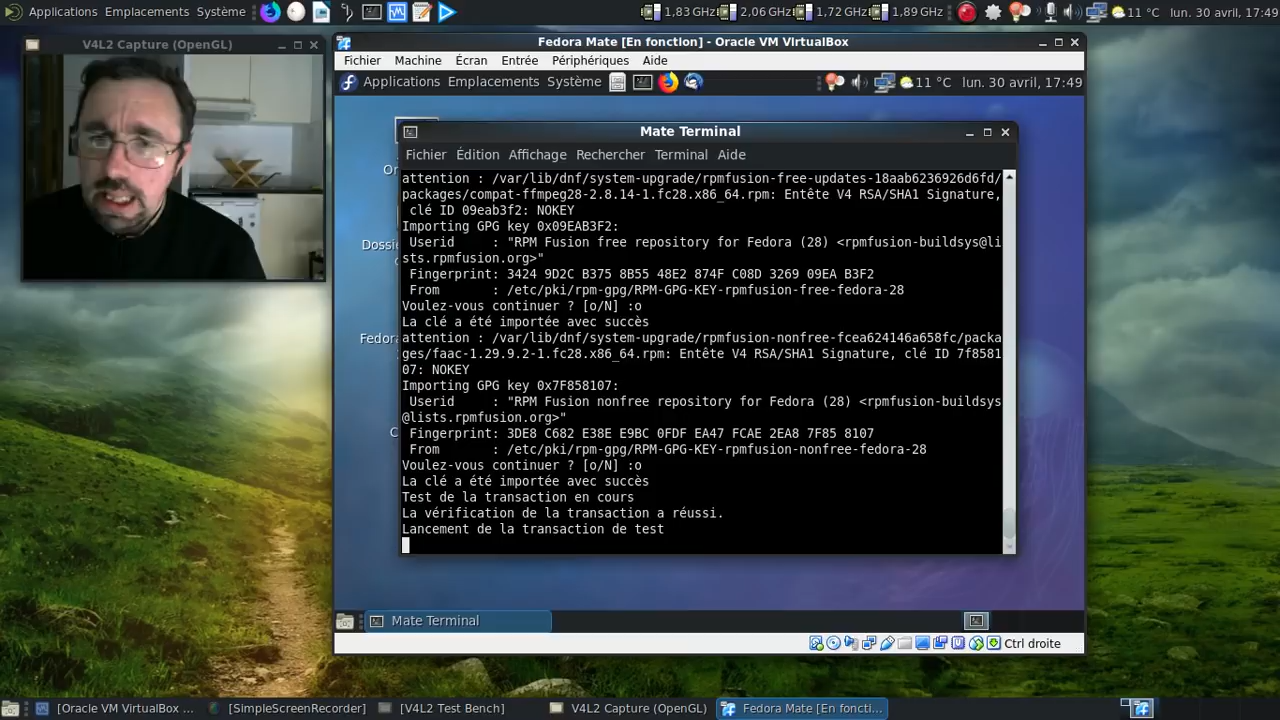 Applications Emplacements Système
1,83 GHz 2,06 GHz 1,72 GHz 1,89 GHz
11 °C lun. 30 avril, 17:49
V4L2 Capture (OpenGL)
Fedora Mate [En fonction] - Oracle VM VirtualBox
Fichier Machine Écran Entrée Périphériques Aide
Applications Emplacements Système
11 °C lun. 30 avril, 17:49
Mate Terminal
Fichier Édition Affichage Rechercher Terminal Aide
attention : /var/lib/dnf/system-upgrade/rpmfusion-free-updates-18aab6236926d6fd/
packages/compat-ffmpeg28-2.8.14-1.fc28.x86_64.rpm: Entête V4 RSA/SHA1 Signature,
clé ID 09eab3f2: NOKEY
Importing GPG key 0x09EAB3F2:
Userid : "RPM Fusion free repository for Fedora (28) <rpmfusion-buildsys@li
sts.rpmfusion.org>"
Fingerprint: 3424 9D2C B375 8B55 48E2 874F C08D 3269 09EA B3F2
From : /etc/pki/rpm-gpg/RPM-GPG-KEY-rpmfusion-free-fedora-28
Voulez-vous continuer ? [o/N] :o
La clé a été importée avec succès
attention : /var/lib/dnf/system-upgrade/rpmfusion-nonfree-fcea624146a658fc/packa
ges/faac-1.29.9.2-1.fc28.x86_64.rpm: Entête V4 RSA/SHA1 Signature, clé ID 7f8581
07: NOKEY
Importing GPG key 0x7F858107:
Userid : "RPM Fusion nonfree repository for Fedora (28) <rpmfusion-buildsys
@lists.rpmfusion.org>"
Fingerprint: 3DE8 C682 E38E E9BC 0FDF EA47 FCAE 2EA8 7F85 8107
From : /etc/pki/rpm-gpg/RPM-GPG-KEY-rpmfusion-nonfree-fedora-28
Voulez-vous continuer ? [o/N] :o
La clé a été importée avec succès
Test de la transaction en cours
La vérification de la transaction a réussi.
Lancement de la transaction de test
Or
Dossie
Fedora
C
Mate Terminal
Ctrl droite
[Oracle VM VirtualBox ...
[SimpleScreenRecorder]
[V4L2 Test Bench]
V4L2 Capture (OpenGL)
Fedora Mate [En foncti...